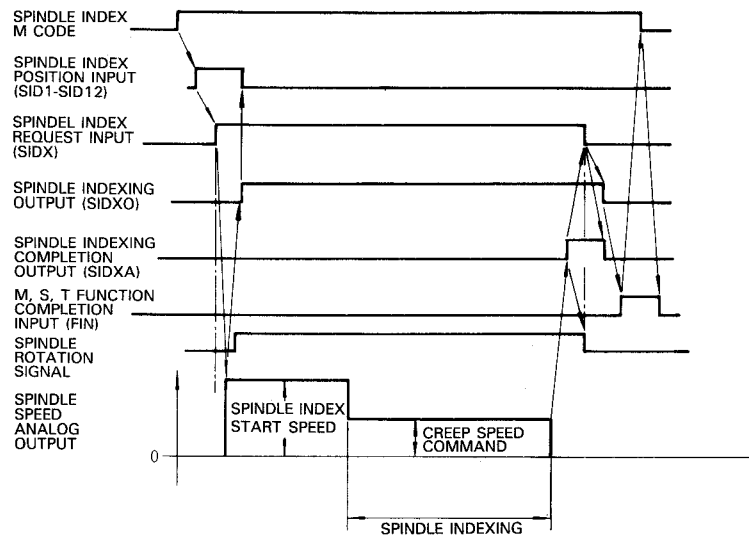 SPINDLE INDEX
M CODE
SPINDLE INDEX
POSITION INPUT
(SID1-SID12)
SPINDEL INDEX
REQUEST INPUT
(SIDX)
SPINDLE INDEXING
OUTPUT (SIDXO)
SPINDLE INDEXING
COMPLETION
OUTPUT (SIDXA)
M, S, T FUNCTION
COMPLETION
INPUT (FIN)
SPINDLE
ROTATION
SIGNAL
SPINDLE
SPEED
ANALOG
OUTPUT
SPINDLE INDEX
START SPEED
CREEP SPEED
COMMAND
0
SPINDLE INDEXING